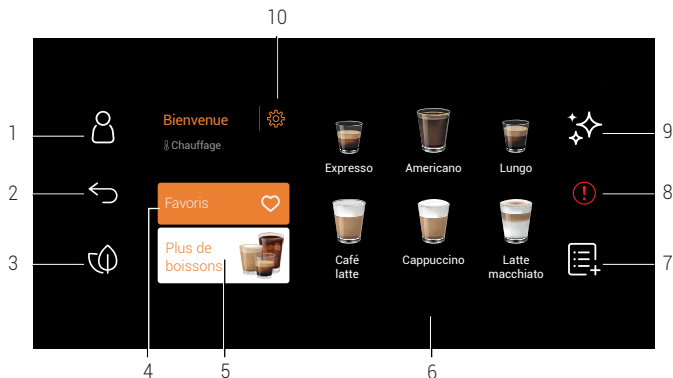 10
1
2
3
Bienvenue
Chauffage
Favoris
Plus de
boissons
Expresso
Americano
Lungo
Café
latte
Cappuccino
Latte
macchiato
9
8
7
4
5
6